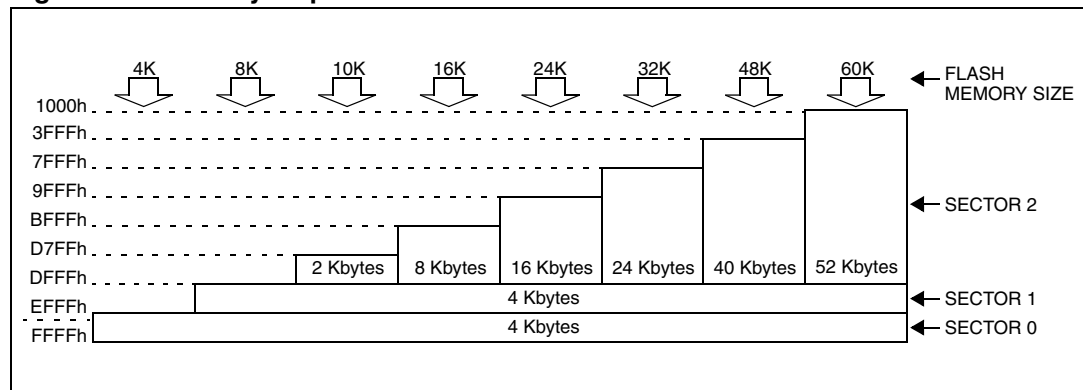 4K 8K 10K 16K 24K 32K 48K 60K
FLASH
MEMORY SIZE
1000h
3FFFh
7FFFh
9FFFh
SECTOR 2
BFFFh
D7FFh
2 Kbytes 8 Kbytes 16 Kbytes 24 Kbytes 40 Kbytes 52 Kbytes
DFFFh
4 Kbytes
SECTOR 1
EFFFh
4 Kbytes
SECTOR 0
FFFFh